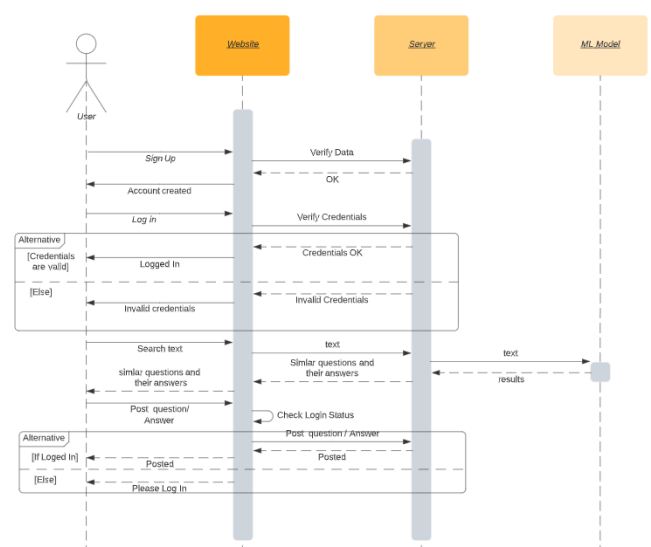 Website
Server
ML Model
User
Sign Up
Verify Data
OK
Account created
Log in
Verify Credentials
Alternative
[Credentials
are valid]
Credentials OK
Logged In
[Else]
Invalid Credentials
Invalid credentials
Search text
text
text
Simlar questions and
their answers
results
simlar questions and
their answers
Post question/
Answer
Check Login Status
Alternative
Post question / Answer
[If Loged In]
Posted
Posted
[Else]
Please Log In